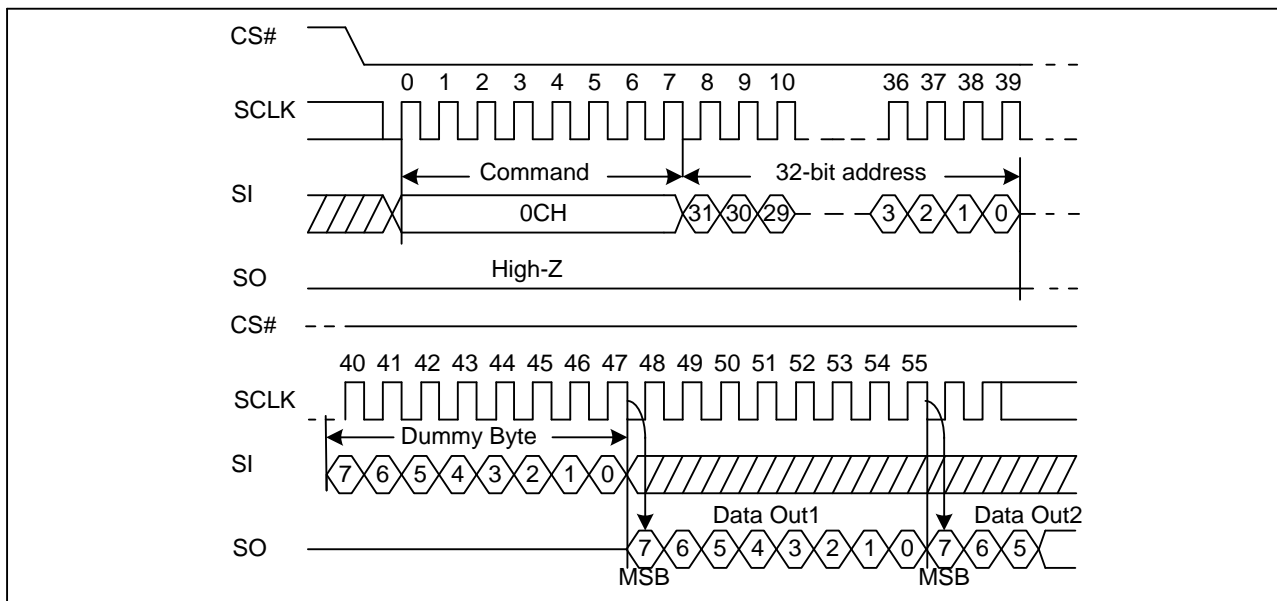 CS#
0 1 2 3 4 5 6 7 8 9 10 36 37 38 39
SCLK
Command 32-bit address
SI
0CH 31 30 29 3 2 1 0
High-Z
SO
CS#
40 41 42 43 44 45 46 47 48 49 50 51 52 53 54 55
SCLK
Dummy Byte
SI
7 6 5 4 3 2 1 0
Data Out1 Data Out2
SO
7 6 5 4 3 2 1 0 7 6 5
MSB MSB